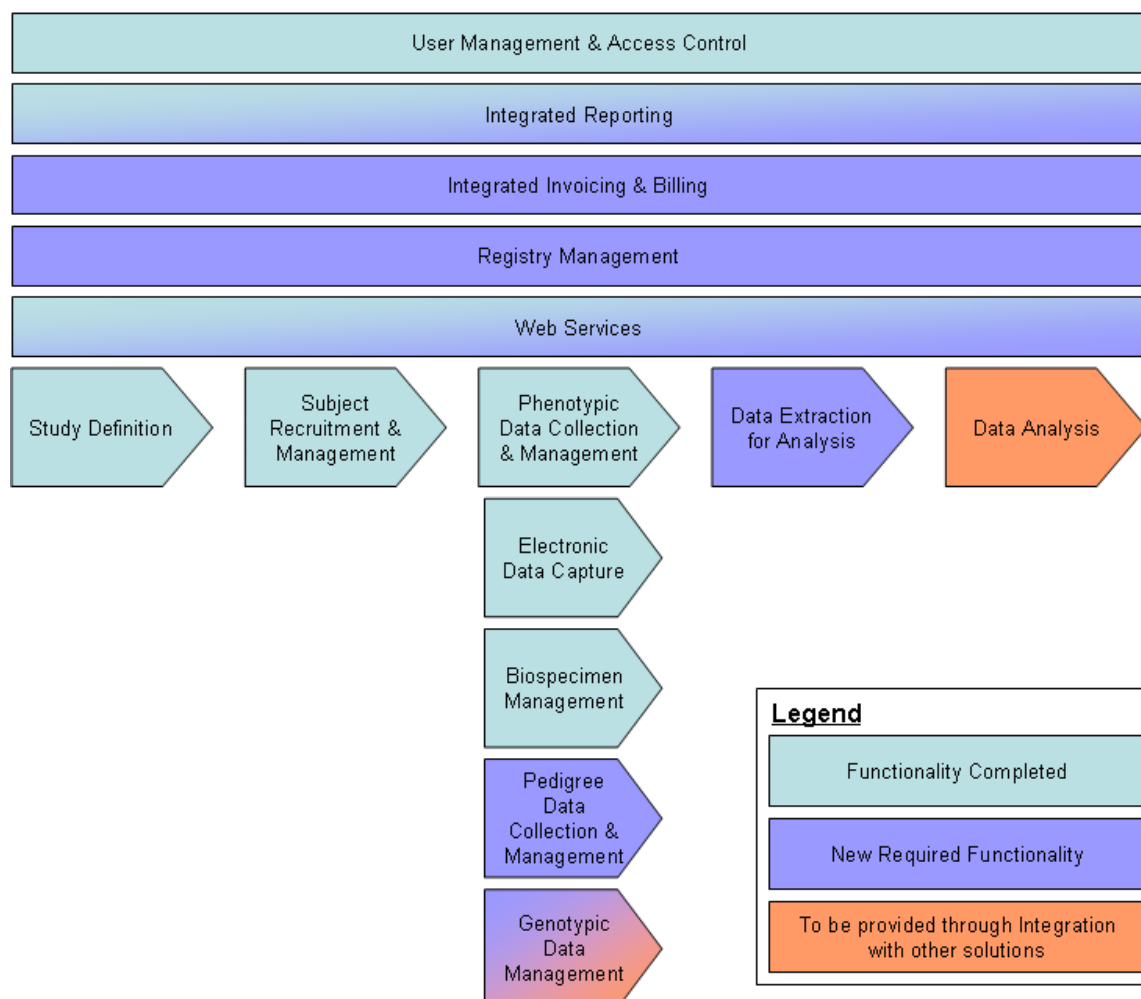 User Management & Access Control
Integrated Reporting
Integrated Invoicing & Billing
Registry Management
Web Services
Study Definition
Subject
Recruitment &
Management
Phenotypic
Data Collection
& Management
Data Extraction
for Analysis
Data Analysis
Electronic
Data Capture
Biospecimen
Management
Pedigree
Data
Collection &
Management
Genotypic
Data
Management
Legend
Functionality Completed
New Required Functionality
To be provided through Integration
with other solutions